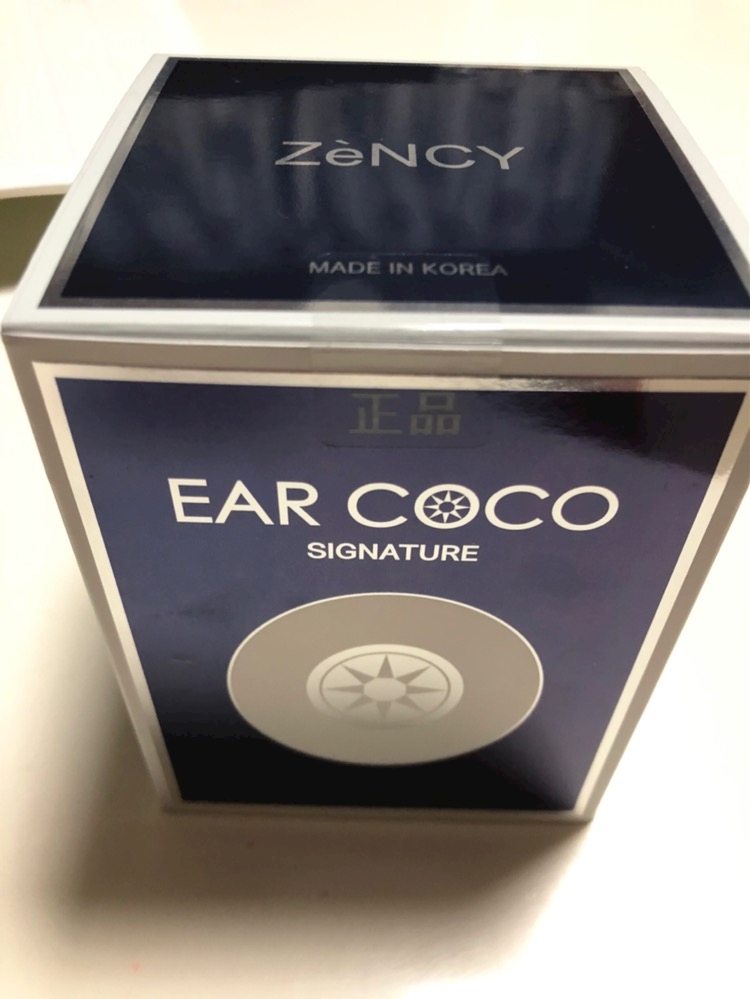 ZèNCY
MADE IN KOREA
正品
EAR COCO
SIGNATURE